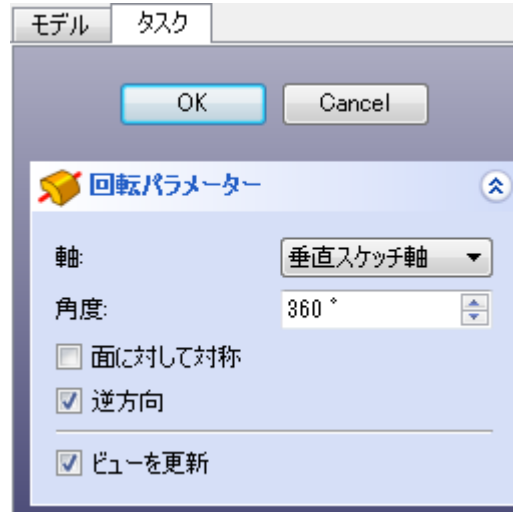 モデル タスク
OK Cancel
回転パラメーター
軸: 垂直スケッチ軸
角度: 360 °
面に対して対称
逆方向
ビューを更新